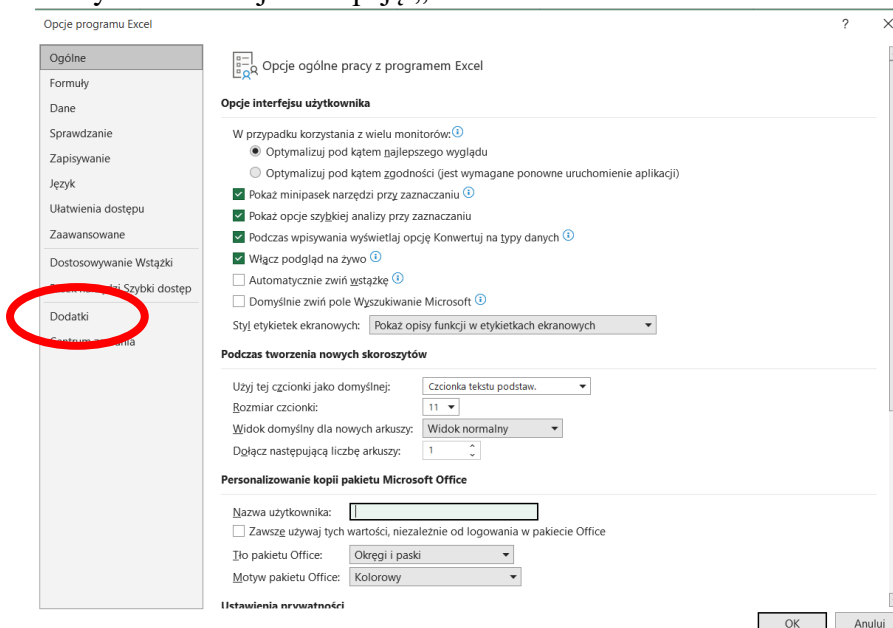 Opcje programu Excel ?
Ogólne
Formuły
Dane
Sprawdzanie
Zapisywanie
Język
Ułatwienia dostępu
Zaawansowane
Dostosowywanie Wstążki
Szybki dostęp
Dodatki
Opcje ogólne pracy z programem Excel
Opcje interfejsu użytkownika
W przypadku korzystania z wielu monitorów:
Optymalizuj pod kątem najlepszego wyglądu
Optymalizuj pod kątem zgodności (jest wymagane ponowne uruchomienie aplikacji)
Pokaż minipasek narzędzi przy zaznaczaniu
Pokaż opcje szybkiej analizy przy zaznaczaniu
Podczas wpisywania wyświetlaj opcję Konwertuj na typy danych
Włącz podgląd na żywo
Automatycznie zwiń wstążkę
Domyślnie zwiń pole Wyszukiwanie Microsoft
Styl etykietek ekranowych: Pokaż opisy funkcji w etykietkach ekranowych
Podczas tworzenia nowych skoroszytów
Użyj tej czcionki jako domyślnej: Czcionka tekstu podstaw.
Rozmiar czcionki: 11
Widok domyślny dla nowych arkuszy: Widok normalny
Dołącz następującą liczbę arkuszy: 1
Personalizowanie kopii pakietu Microsoft Office
Nazwa użytkownika:
Zawsze używaj tych wartości, niezależnie od logowania w pakiecie Office
Tło pakietu Office: Okręgi i paski
Motyw pakietu Office: Kolorowy
Ustawienia prywatności
OK Anuluj